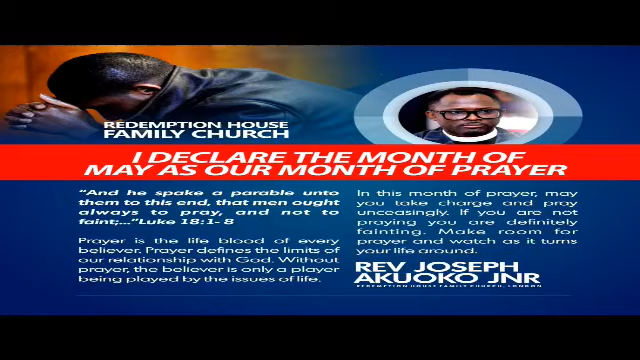 REDEMPTION HOUSE
FAMILY CHURCH
I DECLARE THE MONTH OF
MAY AS OUR MONTH OF PRAYER
“And he spake a parable unto
them to this end, that men ought
always to pray, and not to
faint;...”Luke 18:1- 8
Prayer is the life blood of every
believer. Prayer defines the limits of
our relationship with God. Without
prayer, the believer is only a player
being played by the issues of life.
In this month of prayer, may
you take charge and pray
unceasingly. If you are not
praying you are definitely
fainting. Make room for
prayer and watch as it turns
your life around.
REV JOSEPH
AKUOKO JNR
REDEMPTION HOUSE FAMILY CHURCH, LONDON